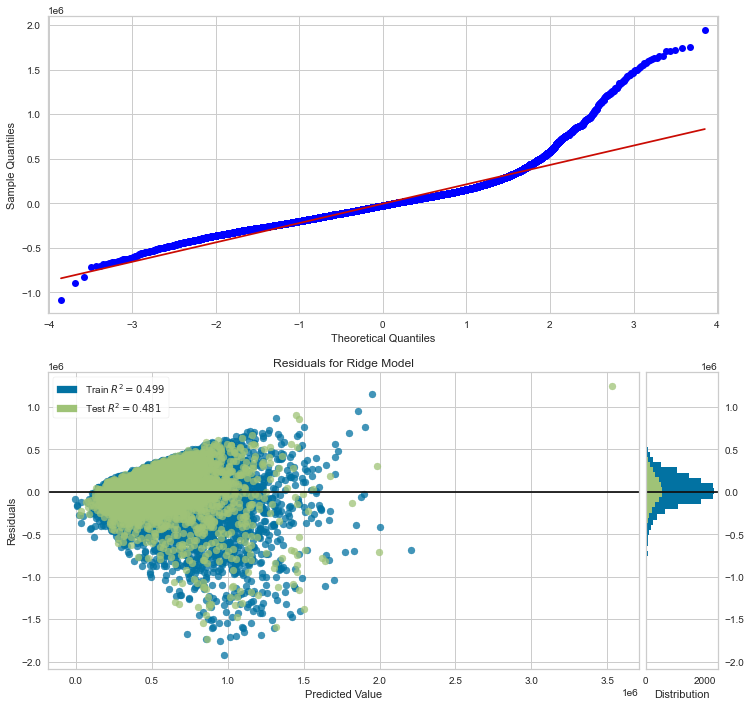 1e6
2.0
1.5
1.0
0.5
0.0
−0.5
−1.0
Sample Quantiles
−4 −3 −2 −1 0 1 2 3 4
Theoretical Quantiles
Residuals for Ridge Model
1e6
1e6
Train R² = 0.499
Test R² = 0.481
1.0
0.5
0.0
−0.5
−1.0
−1.5
−2.0
Residuals
0.0 0.5 1.0 1.5 2.0 2.5 3.0 3.5
1e6
Predicted Value
1.0
0.5
0.0
−0.5
−1.0
−1.5
−2.0
0 2000
Distribution